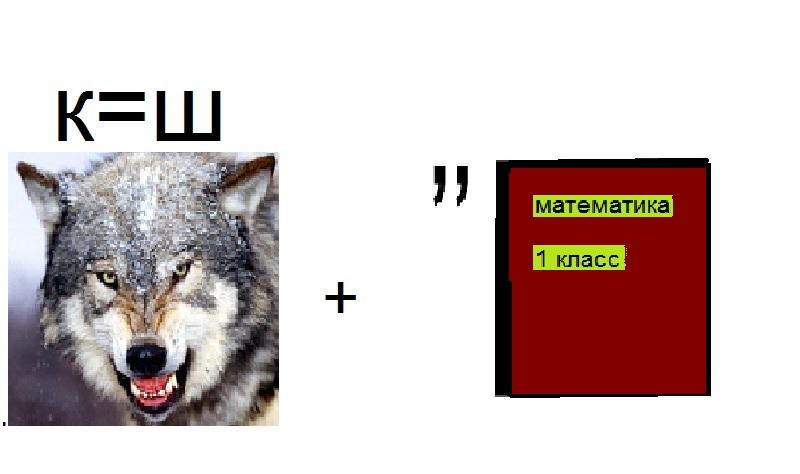 к=ш
+
,,
математика
1 класс